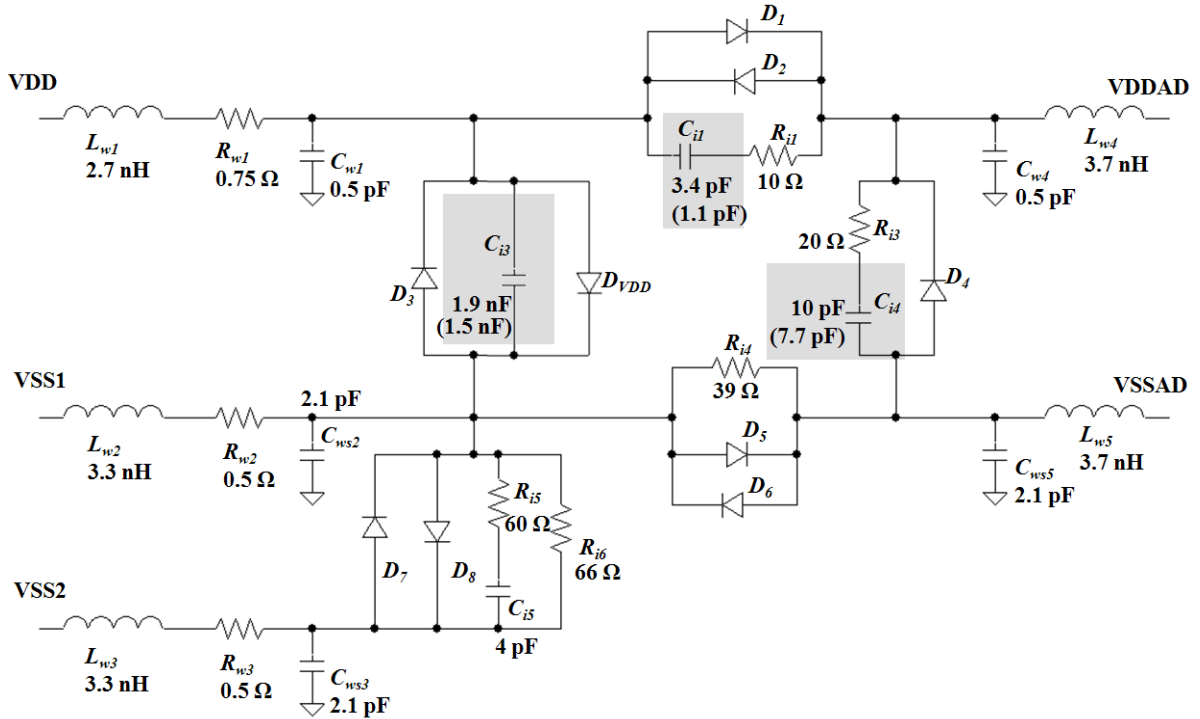 D1
D2
VDD
VDDAD
Lw1
2.7 nH
Rw1
0.75 Ω
Cw1
0.5 pF
Ci1
3.4 pF
(1.1 pF)
Ri1
10 Ω
Lw4
3.7 nH
Cw4
0.5 pF
D3
Ci3
1.9 nF
(1.5 nF)
DVDD
Ri3
20 Ω
10 pF
(7.7 pF)
Ci4
D4
VSS1
Lw2
3.3 nH
Rw2
0.5 Ω
2.1 pF
Cws2
Ri4
39 Ω
D5
D6
VSSAD
Lw5
3.7 nH
Cws5
2.1 pF
D7
D8
Ri5
60 Ω
Ci5
4 pF
Ri6
66 Ω
VSS2
Lw3
3.3 nH
Rw3
0.5 Ω
Cws3
2.1 pF